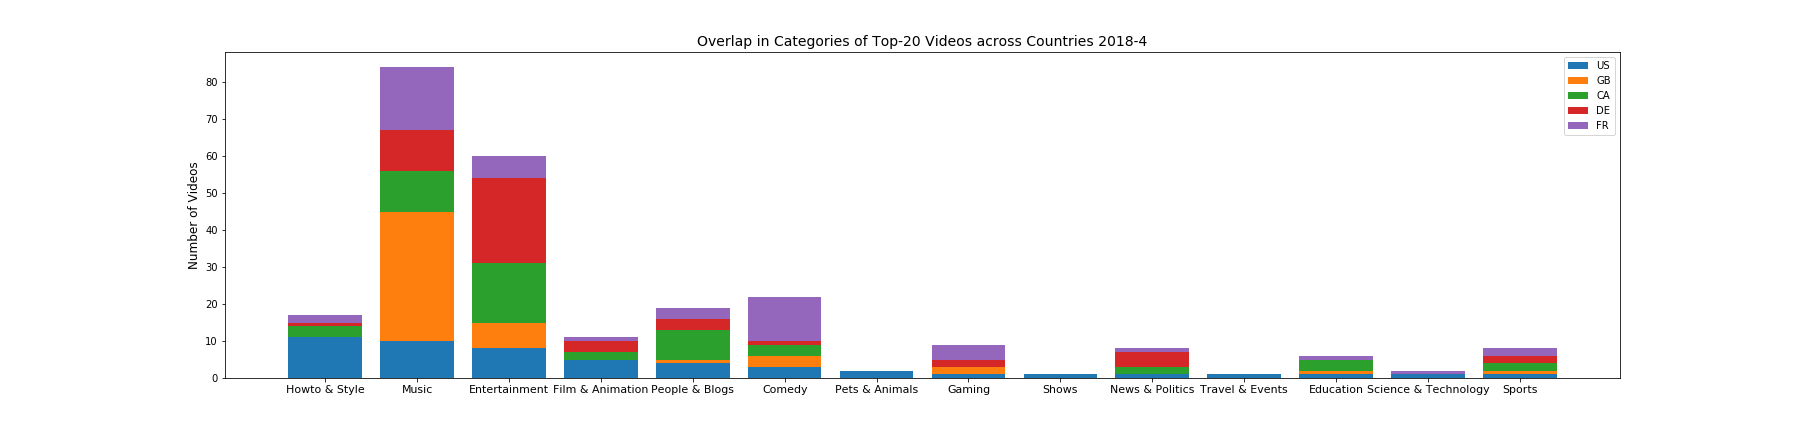 Overlap in Categories of Top-20 Videos across Countries 2018-4
US
GB
CA
DE
FR
Number of Videos
80
70
60
50
40
30
20
10
0
Howto & Style Music Entertainment Film & Animation People & Blogs Comedy Pets & Animals Gaming Shows News & Politics Travel & Events Education Science & Technology Sports